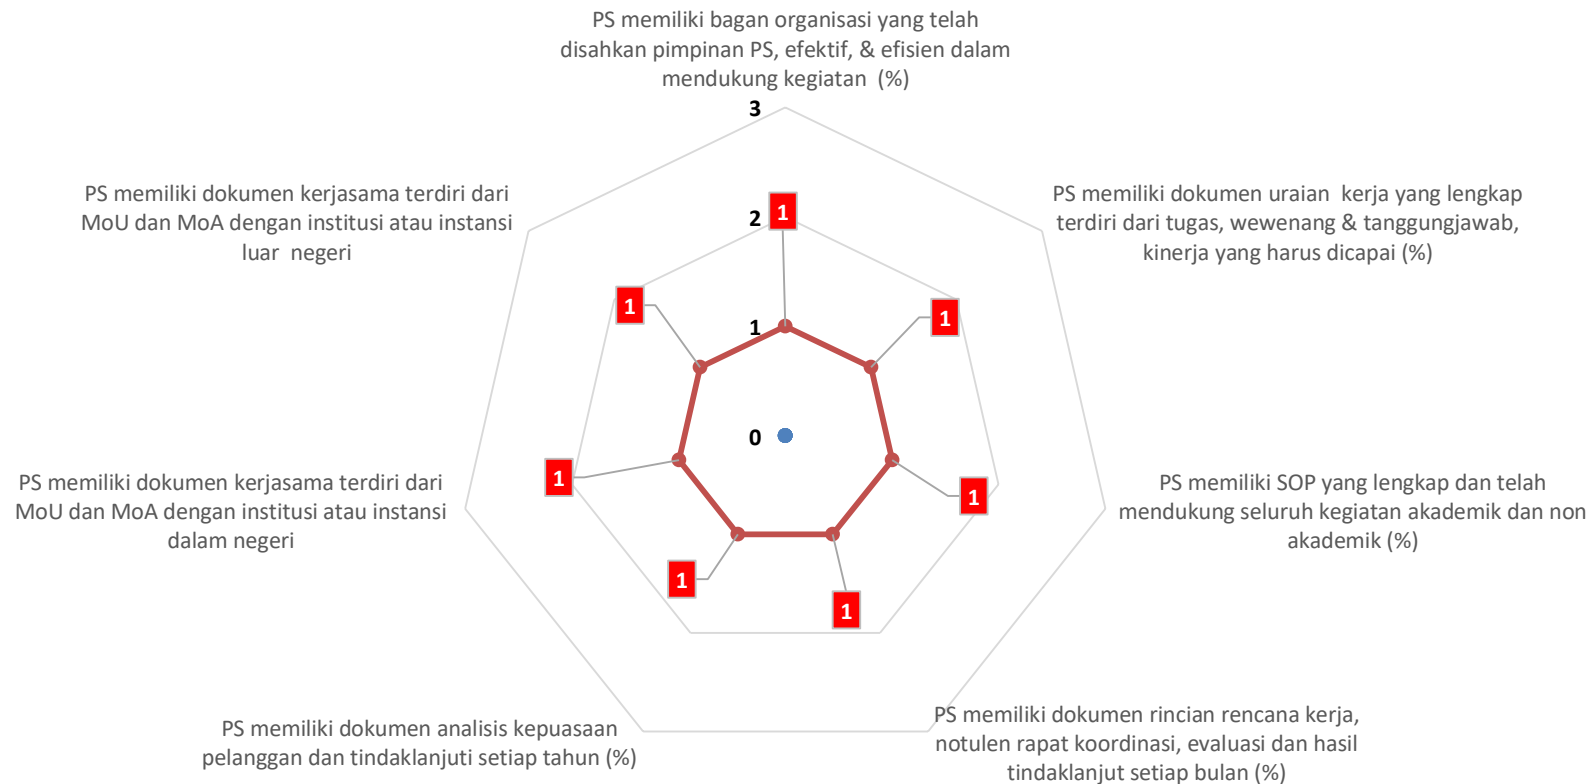 PS memiliki bagan organisasi yang telah
disahkan pimpinan PS, efektif, & efisien dalam
mendukung kegiatan (%)
3
PS memiliki dokumen kerjasama terdiri dari
MoU dan MoA dengan institusi atau instansi
luar negeri
PS memiliki dokumen uraian kerja yang lengkap
terdiri dari tugas, wewenang & tanggungjawab,
kinerja yang harus dicapai (%)
2
1
1
1
1
0
PS memiliki dokumen kerjasama terdiri dari
MoU dan MoA dengan institusi atau instansi
dalam negeri
1
1
PS memiliki SOP yang lengkap dan telah
mendukung seluruh kegiatan akademik dan non
akademik (%)
1
1
PS memiliki dokumen analisis kepuasaan
pelanggan dan tindaklanjuti setiap tahun (%)
PS memiliki dokumen rincian rencana kerja,
notulen rapat koordinasi, evaluasi dan hasil
tindaklanjut setiap bulan (%)